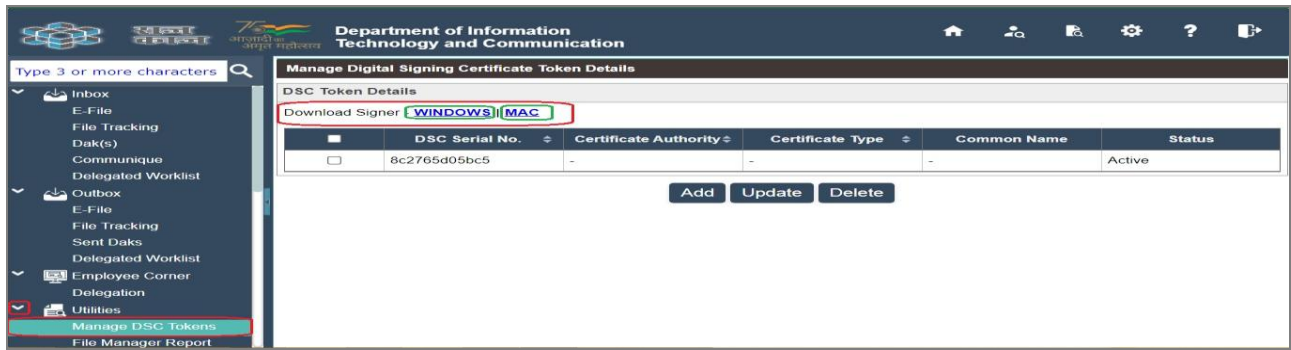 Department of Information
Technology and Communication
Type 3 or more characters
Inbox
E-File
File Tracking
Dak(s)
Communique
Delegated Worklist
Outbox
E-File
File Tracking
Sent Daks
Delegated Worklist
Employee Corner
Delegation
Utilities
Manage DSC Tokens
File Manager Report
Manage Digital Signing Certificate Token Details
DSC Token Details
Download Signer - WINDOWS || MAC
DSC Serial No. Certificate Authority Certificate Type Common Name Status
8c2765d05bc5 - - - Active
Add Update Delete